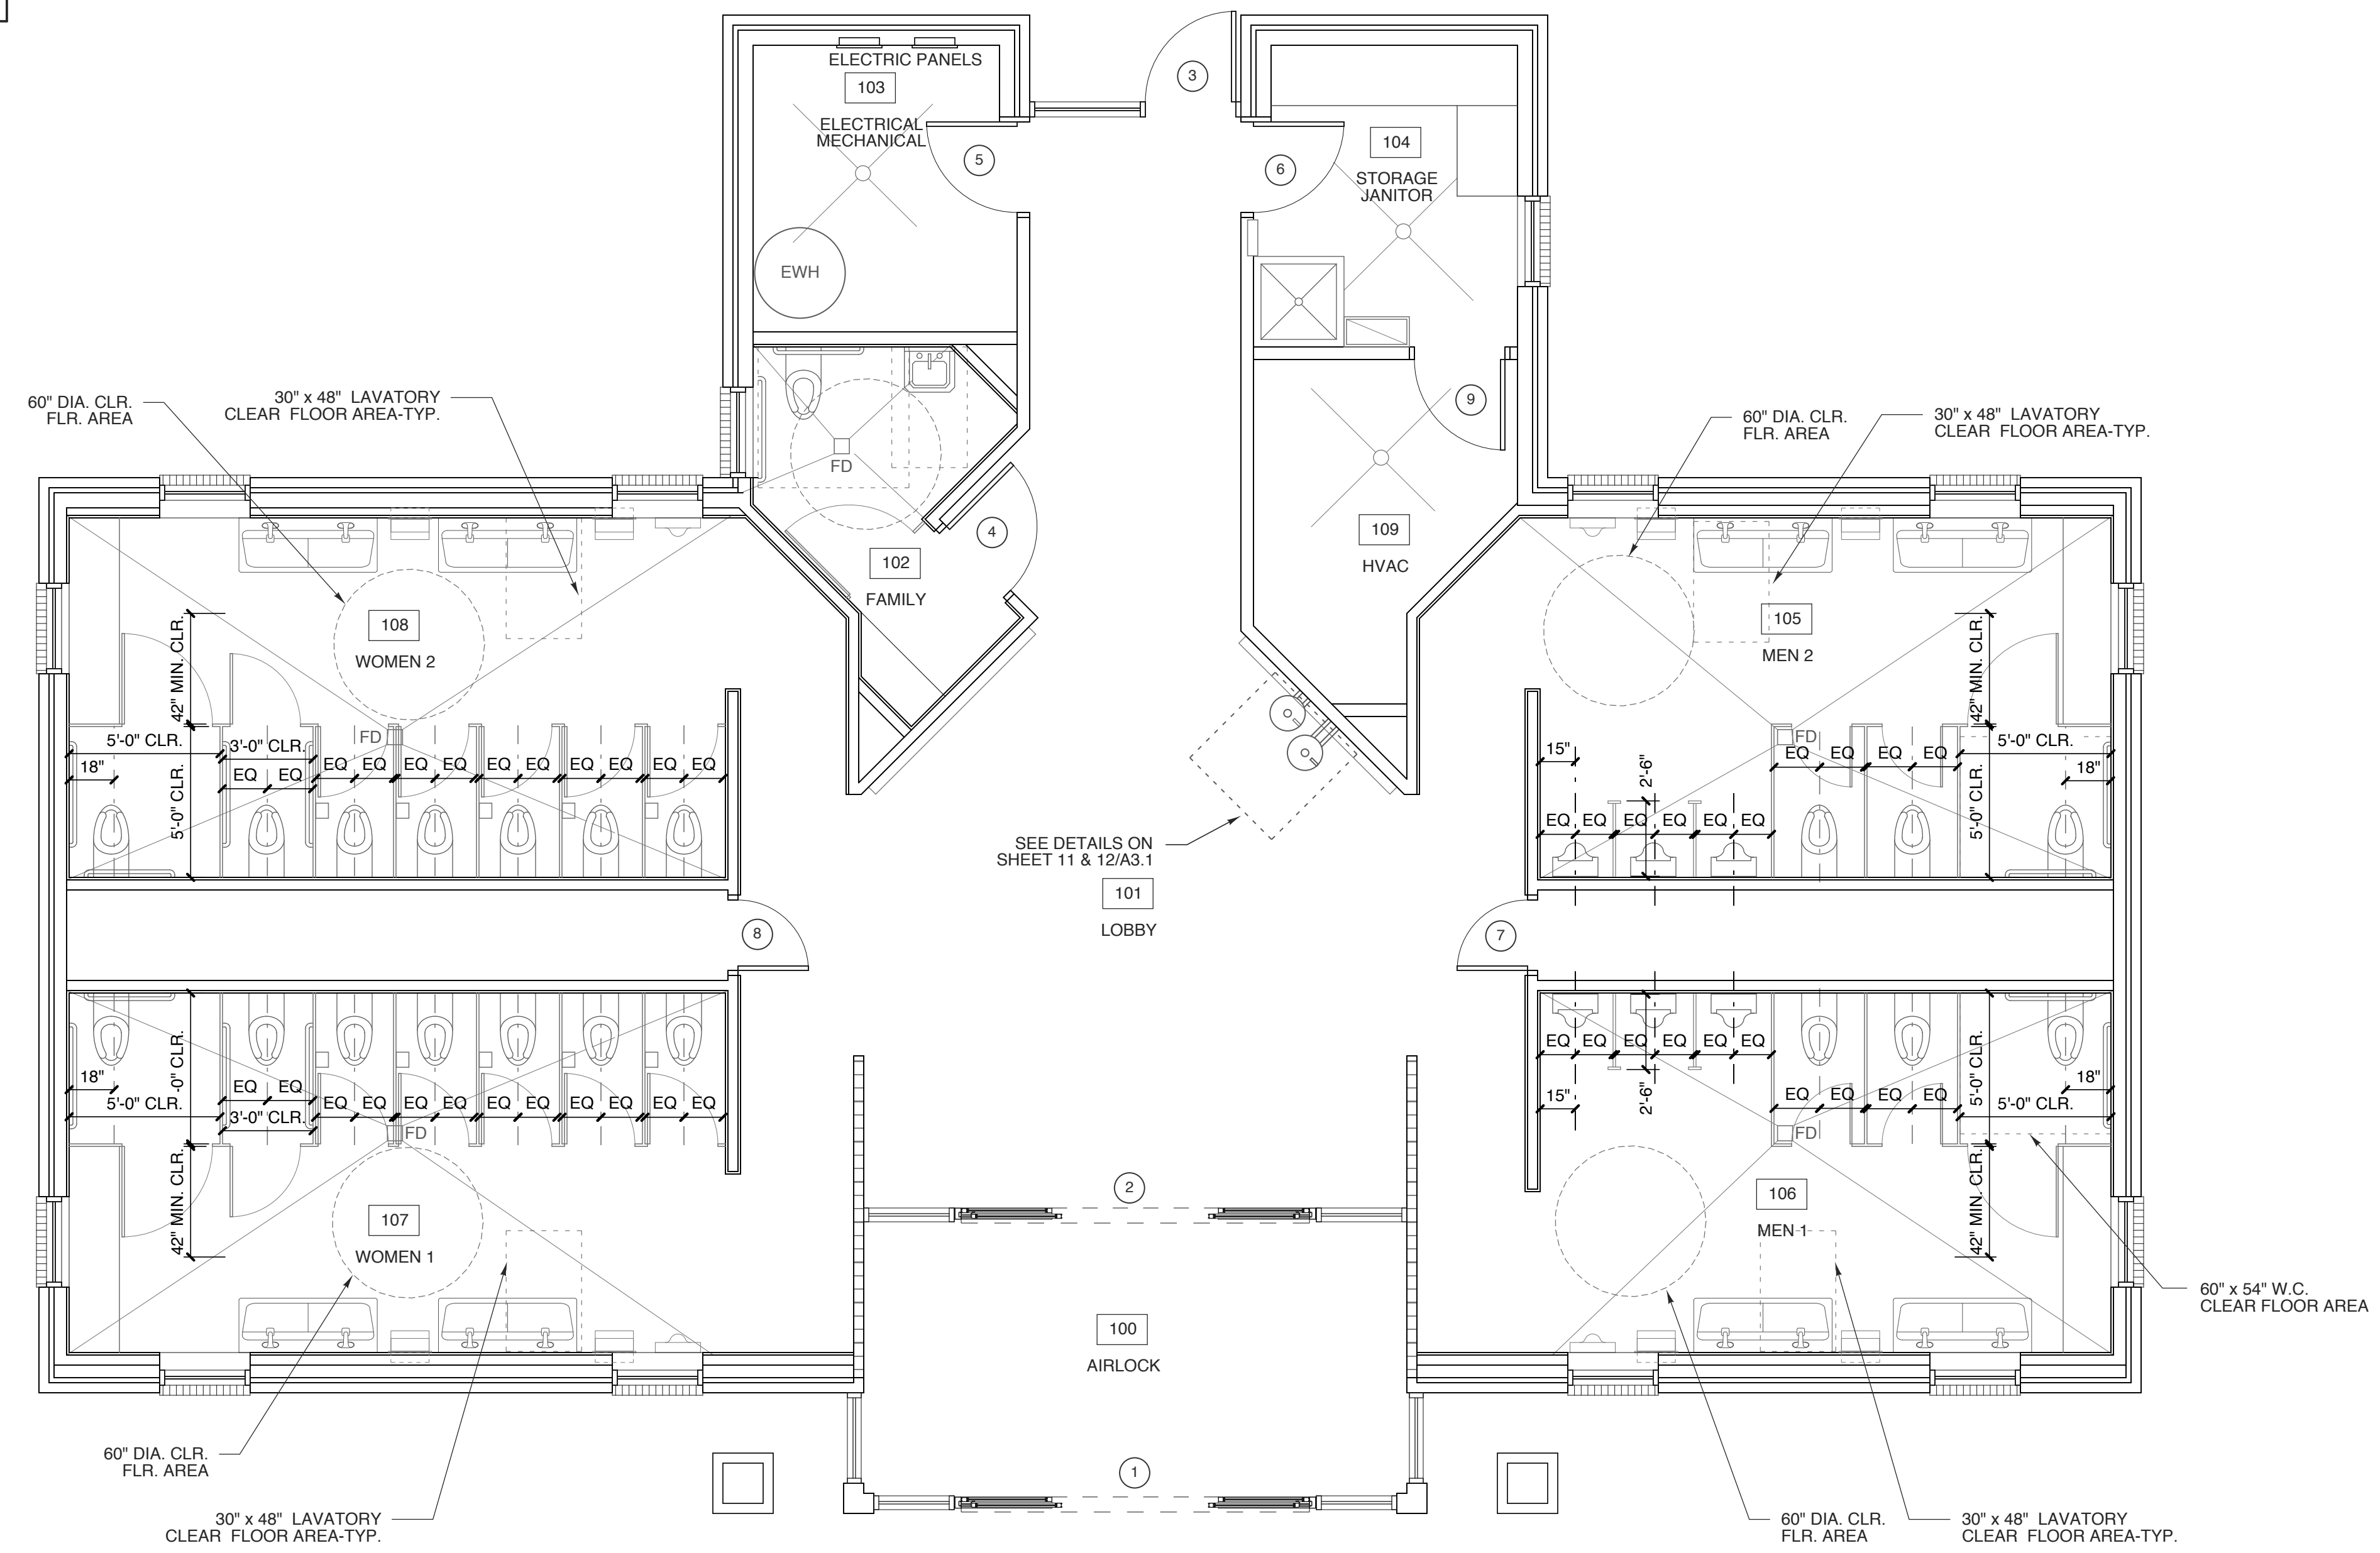 ELECTRIC PANELS
103
ELECTRICAL
MECHANICAL
5
3
6
104
STORAGE
JANITOR
EWH
9
FD
4
102
FAMILY
109
HVAC
60" DIA. CLR.
FLR. AREA
30" x 48" LAVATORY
CLEAR FLOOR AREA-TYP.
60" DIA. CLR.
FLR. AREA
30" x 48" LAVATORY
CLEAR FLOOR AREA-TYP.
108
WOMEN 2
42" MIN. CLR.
FD
5'-0" CLR.
3'-0" CLR.
18"
EQ EQ
EQ EQ EQ EQ EQ EQ EQ EQ EQ EQ
5'-0" CLR.
105
MEN 2
42" MIN. CLR.
FD
15"
2'-6"
EQ EQ EQ EQ
5'-0" CLR.
18"
EQ EQ EQ EQ EQ EQ
5'-0" CLR.
SEE DETAILS ON
SHEET 11 & 12/A3.1
101
LOBBY
8
7
5'-0" CLR.
18"
EQ EQ
5'-0" CLR.
3'-0" CLR.
EQ EQ EQ EQ EQ EQ EQ EQ EQ EQ
FD
42" MIN. CLR.
107
WOMEN 1
EQ EQ EQ EQ EQ EQ
15"
2'-6"
EQ EQ EQ EQ
5'-0" CLR.
18"
5'-0" CLR.
FD
42" MIN. CLR.
106
MEN 1
60" x 54" W.C.
CLEAR FLOOR AREA
2
100
AIRLOCK
1
60" DIA. CLR.
FLR. AREA
30" x 48" LAVATORY
CLEAR FLOOR AREA-TYP.
60" DIA. CLR.
FLR. AREA
30" x 48" LAVATORY
CLEAR FLOOR AREA-TYP.